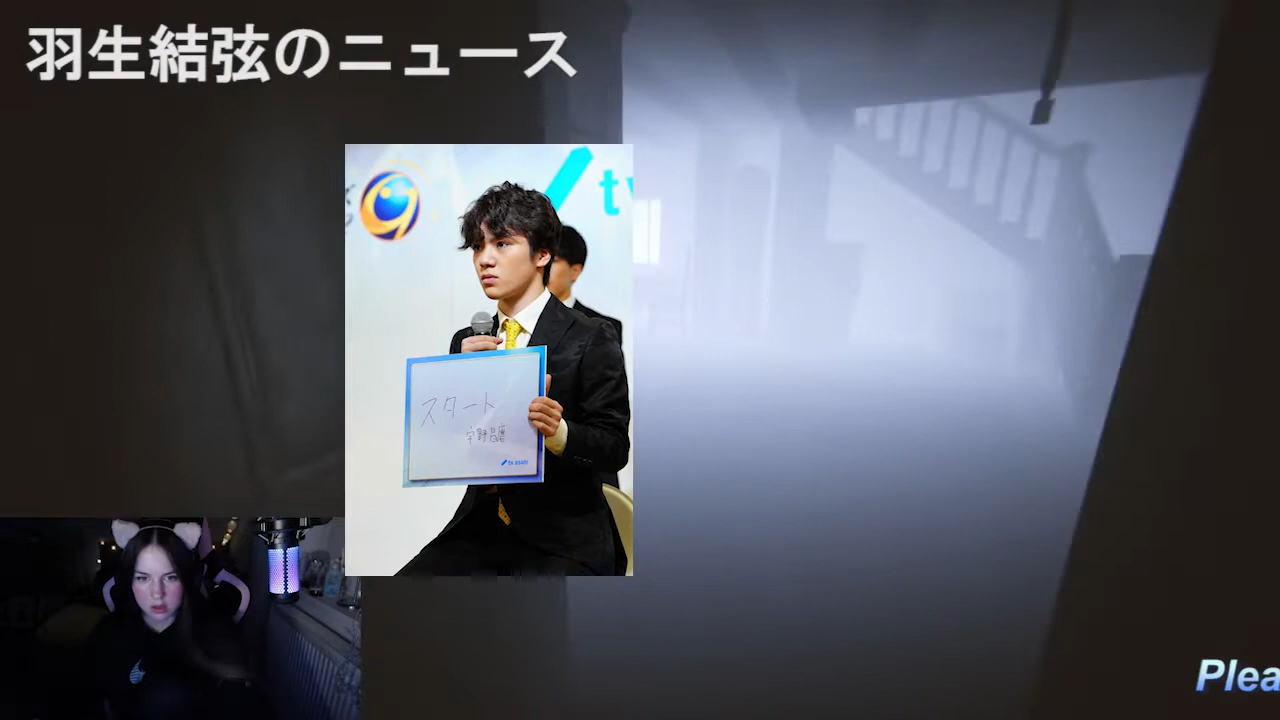 羽生結弦のニュース
tv
スタート
宇野昌磨
tv asahi
Plea